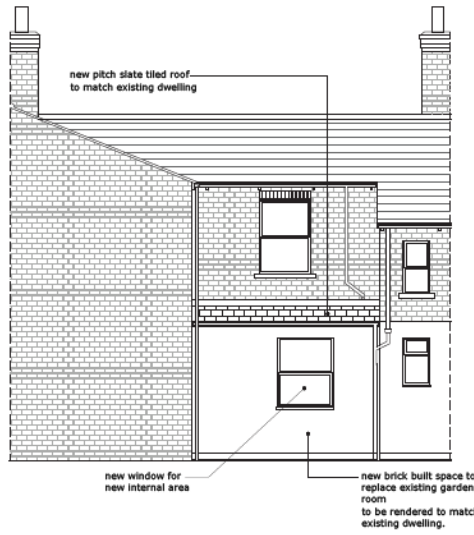 new pitch slate tiled roof
to match existing dwelling
new window for
new internal area
new brick built space to
replace existing garden
room
to be rendered to match
existing dwelling.